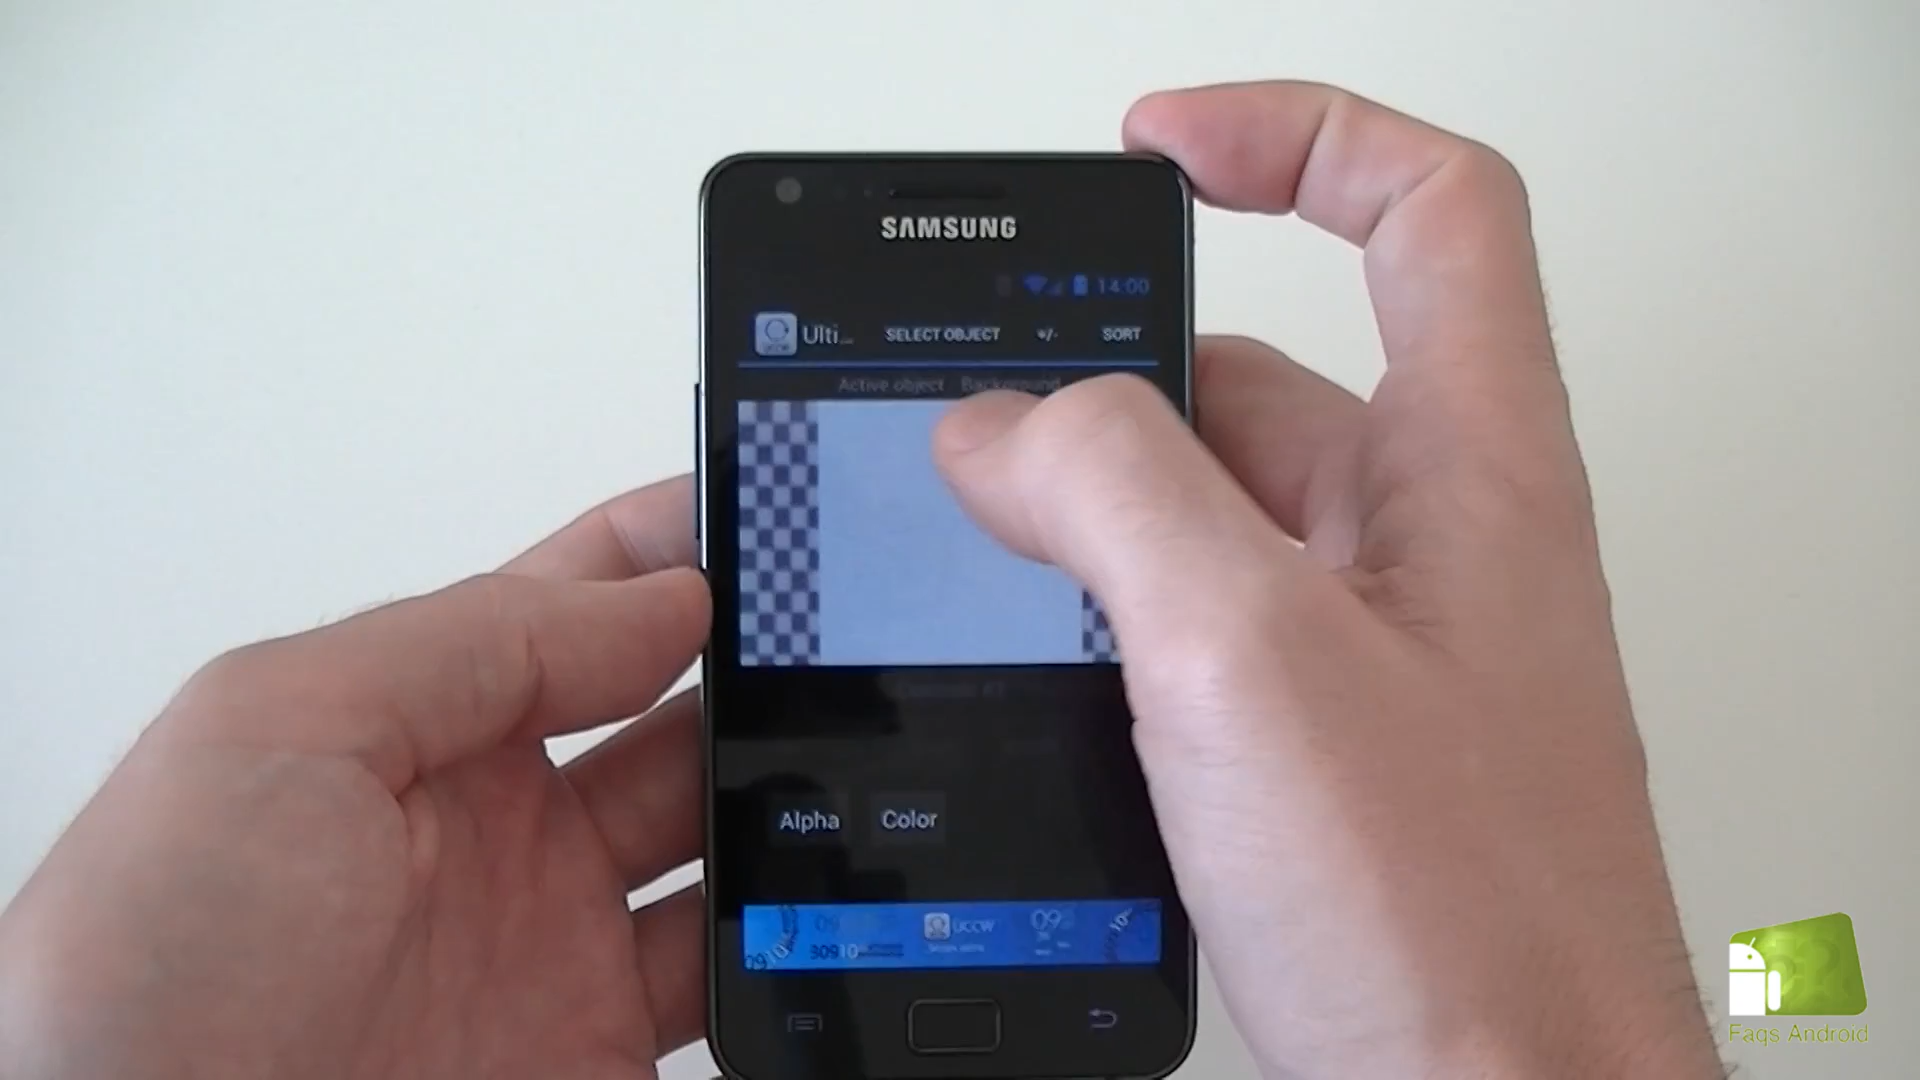 SAMSUNG
14:00
Ulti... SELECT OBJECT +/- SORT
Active object Background
Alpha Color
UCCW
Faqs Android